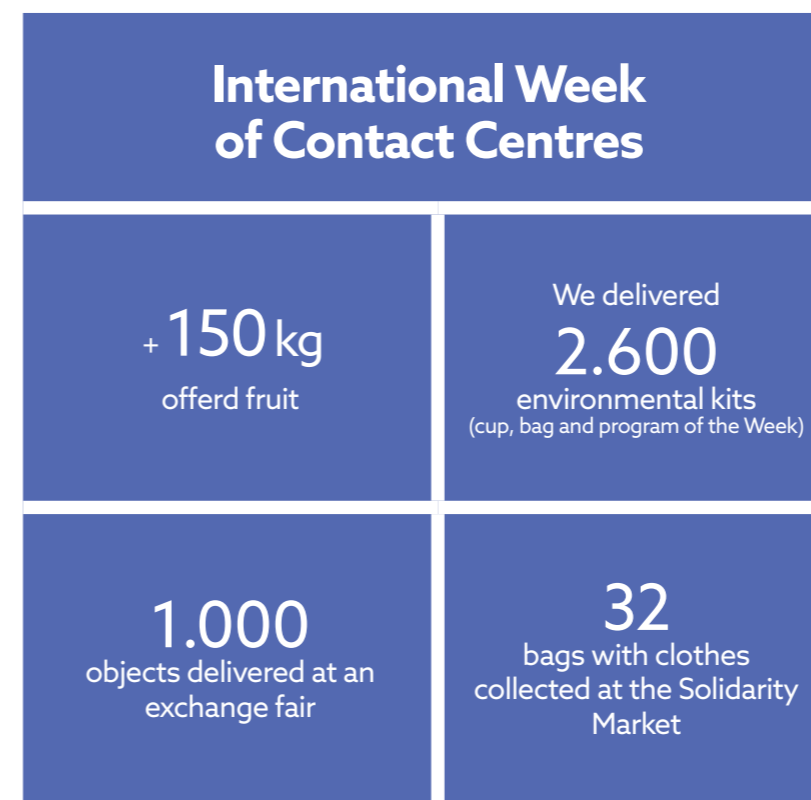 International Week
of Contact Centres
+ 150 kg
offerd fruit
We delivered
2.600
environmental kits
(cup, bag and program of the Week)
1.000
objects delivered at an
exchange fair
32
bags with clothes
collected at the Solidarity
Market